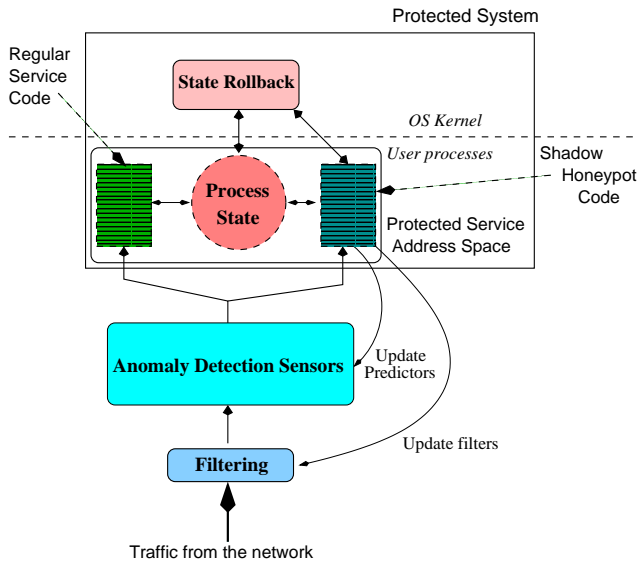 Protected System
Regular
Service
Code
State Rollback
OS Kernel
User processes
Shadow
Honeypot
Code
Process
State
Protected Service
Address Space
Anomaly Detection Sensors
Update
Predictors
Update filters
Filtering
Traffic from the network